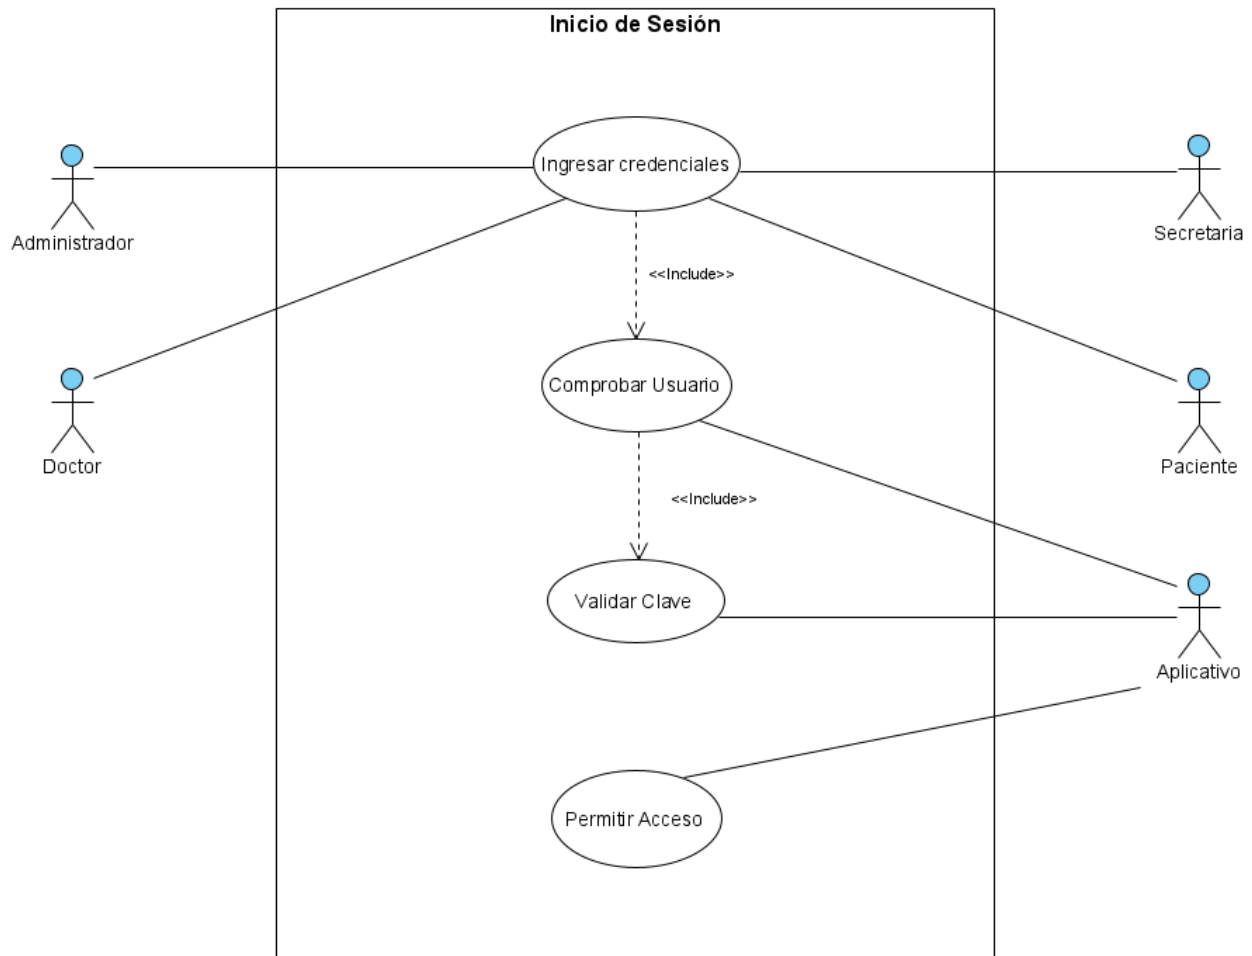 Inicio de Sesión
Ingresar credenciales
Administrador
Secretaria
<<Include>>
Comprobar Usuario
Doctor
Paciente
<<Include>>
Validar Clave
Aplicativo
Permitir Acceso